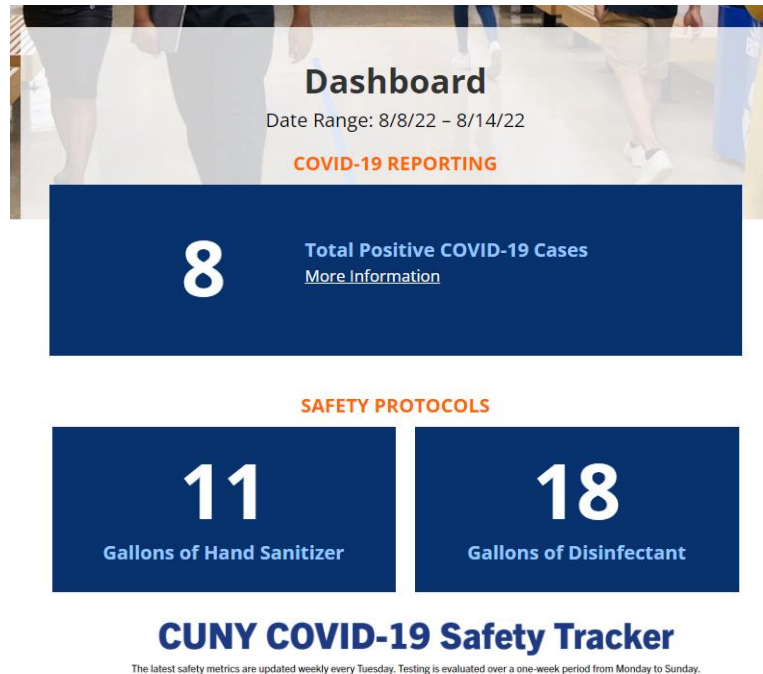 Dashboard
Date Range: 8/8/22 – 8/14/22
COVID-19 REPORTING
8
Total Positive COVID-19 Cases
More Information
SAFETY PROTOCOLS
11
Gallons of Hand Sanitizer
18
Gallons of Disinfectant
CUNY COVID-19 Safety Tracker
The latest safety metrics are updated weekly every Tuesday. Testing is evaluated over a one-week period from Monday to Sunday.